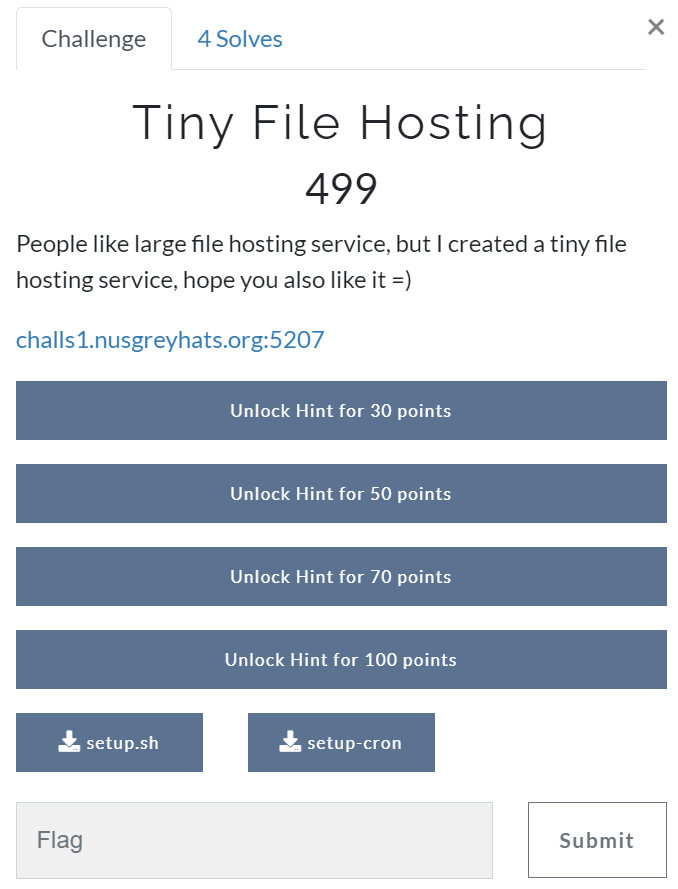 Challenge
4 Solves
×
Tiny File Hosting
499
People like large file hosting service, but I created a tiny file
hosting service, hope you also like it =)
challs1.nusgreyhats.org:5207
Unlock Hint for 30 points
Unlock Hint for 50 points
Unlock Hint for 70 points
Unlock Hint for 100 points
setup.sh
setup-cron
Flag
Submit